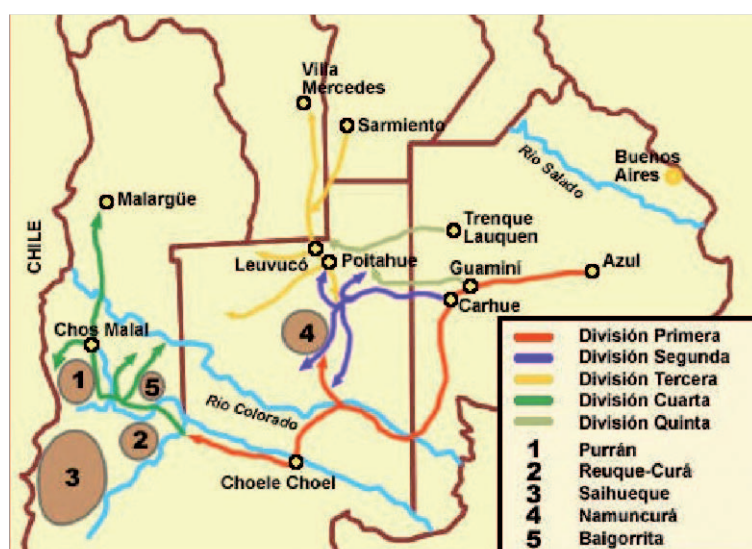 Villa
Mercedes
Sarmiento
Río Salado
Buenos
Aires
Malargüe
CHILE
Trenque
Lauquen
Leuvucó
Poitahue
Guaminí
Azul
Carhue
Chos Malal
4
1
5
Río Colorado
2
3
Choele Choel
División Primera
División Segunda
División Tercera
División Cuarta
División Quinta
1 Purrán
2 Reuque-Curá
3 Saihueque
4 Namuncurá
5 Baigorrita